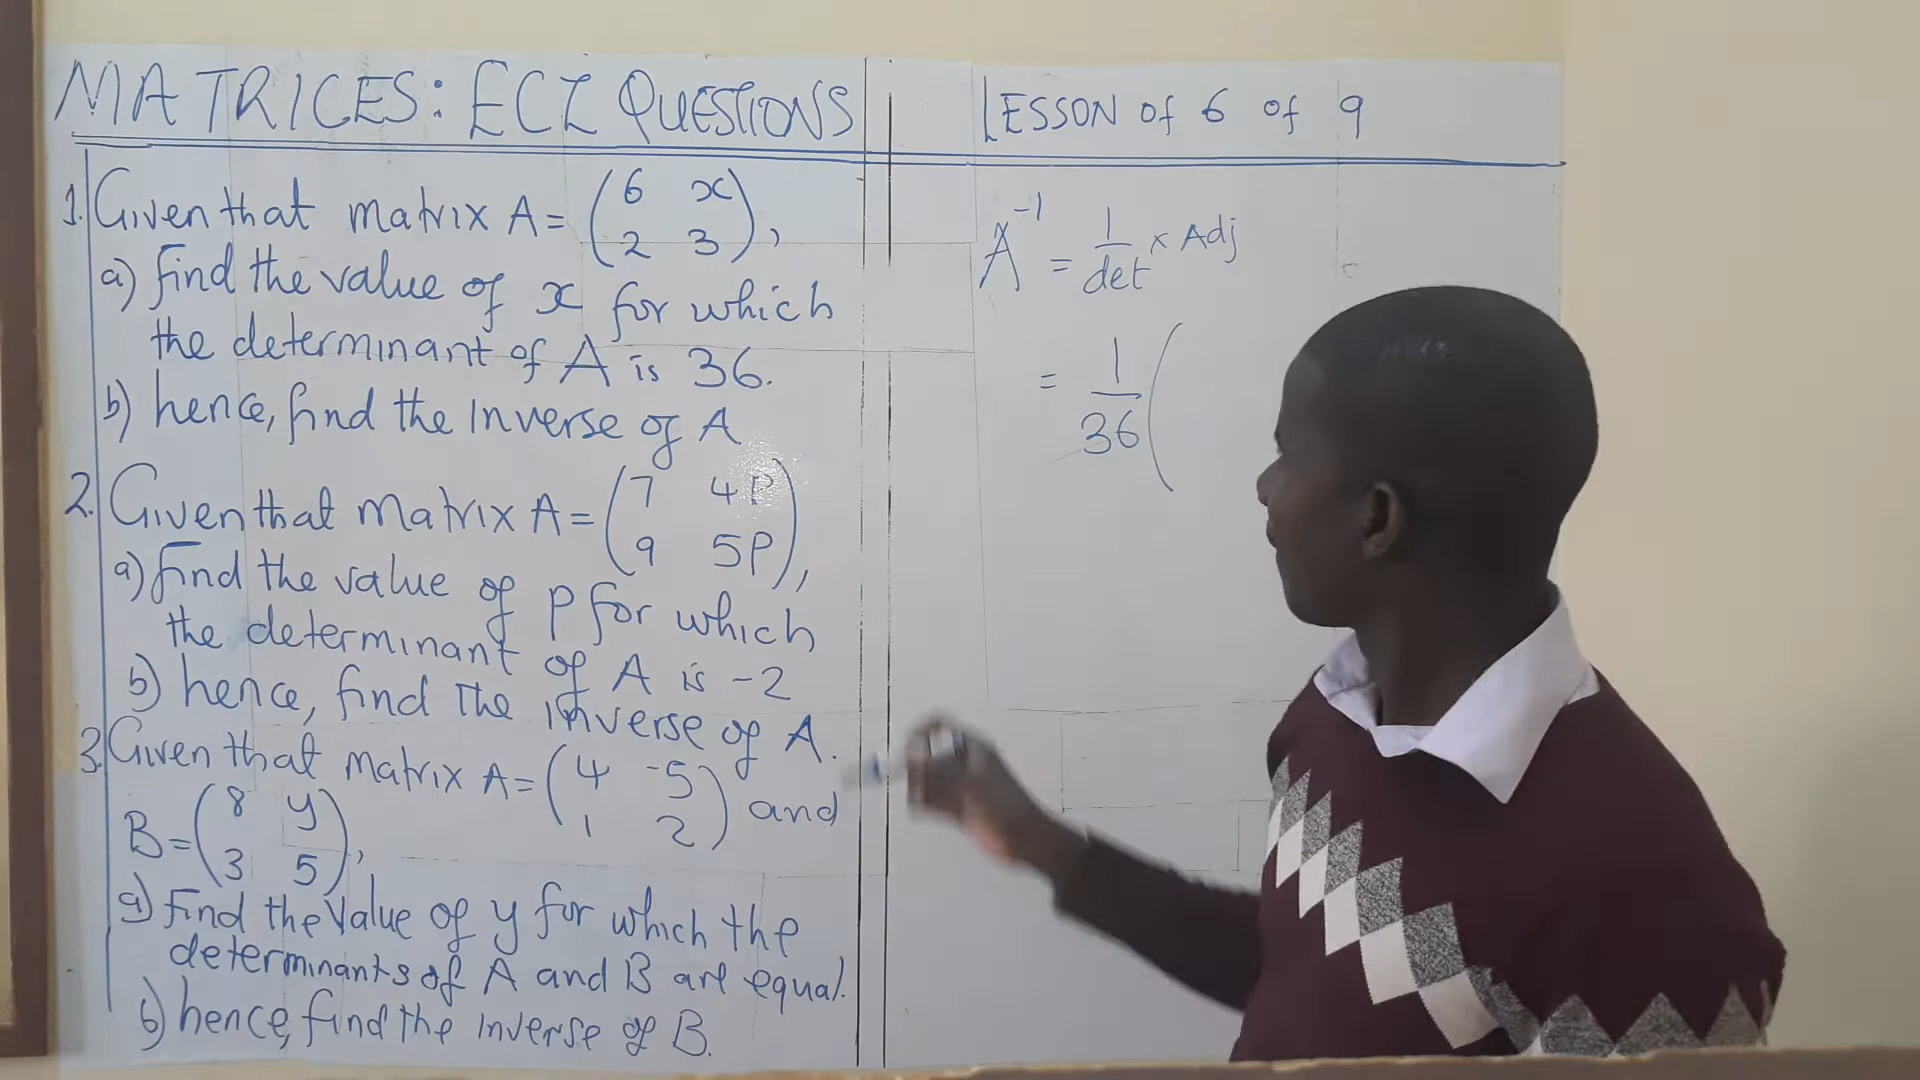 MATRICES: ECZ QUESTIONS
LESSON of 6 of 9
1. Given that matrix A = (6 x
2 3),
a) find the value of x for which
the determinant of A is 36.
b) hence, find the inverse of A
2. Given that matrix A = (7 4P
9 5P),
a) find the value of p for which
the determinant of A is -2
b) hence, find the inverse of A.
3. Given that matrix A = (4 -5
1 2) and
B = (8 y
3 5),
a) find the value of y for which the
determinants of A and B are equal.
b) hence, find the inverse of B.
A⁻¹ = 1/det × Adj
= 1/36 (